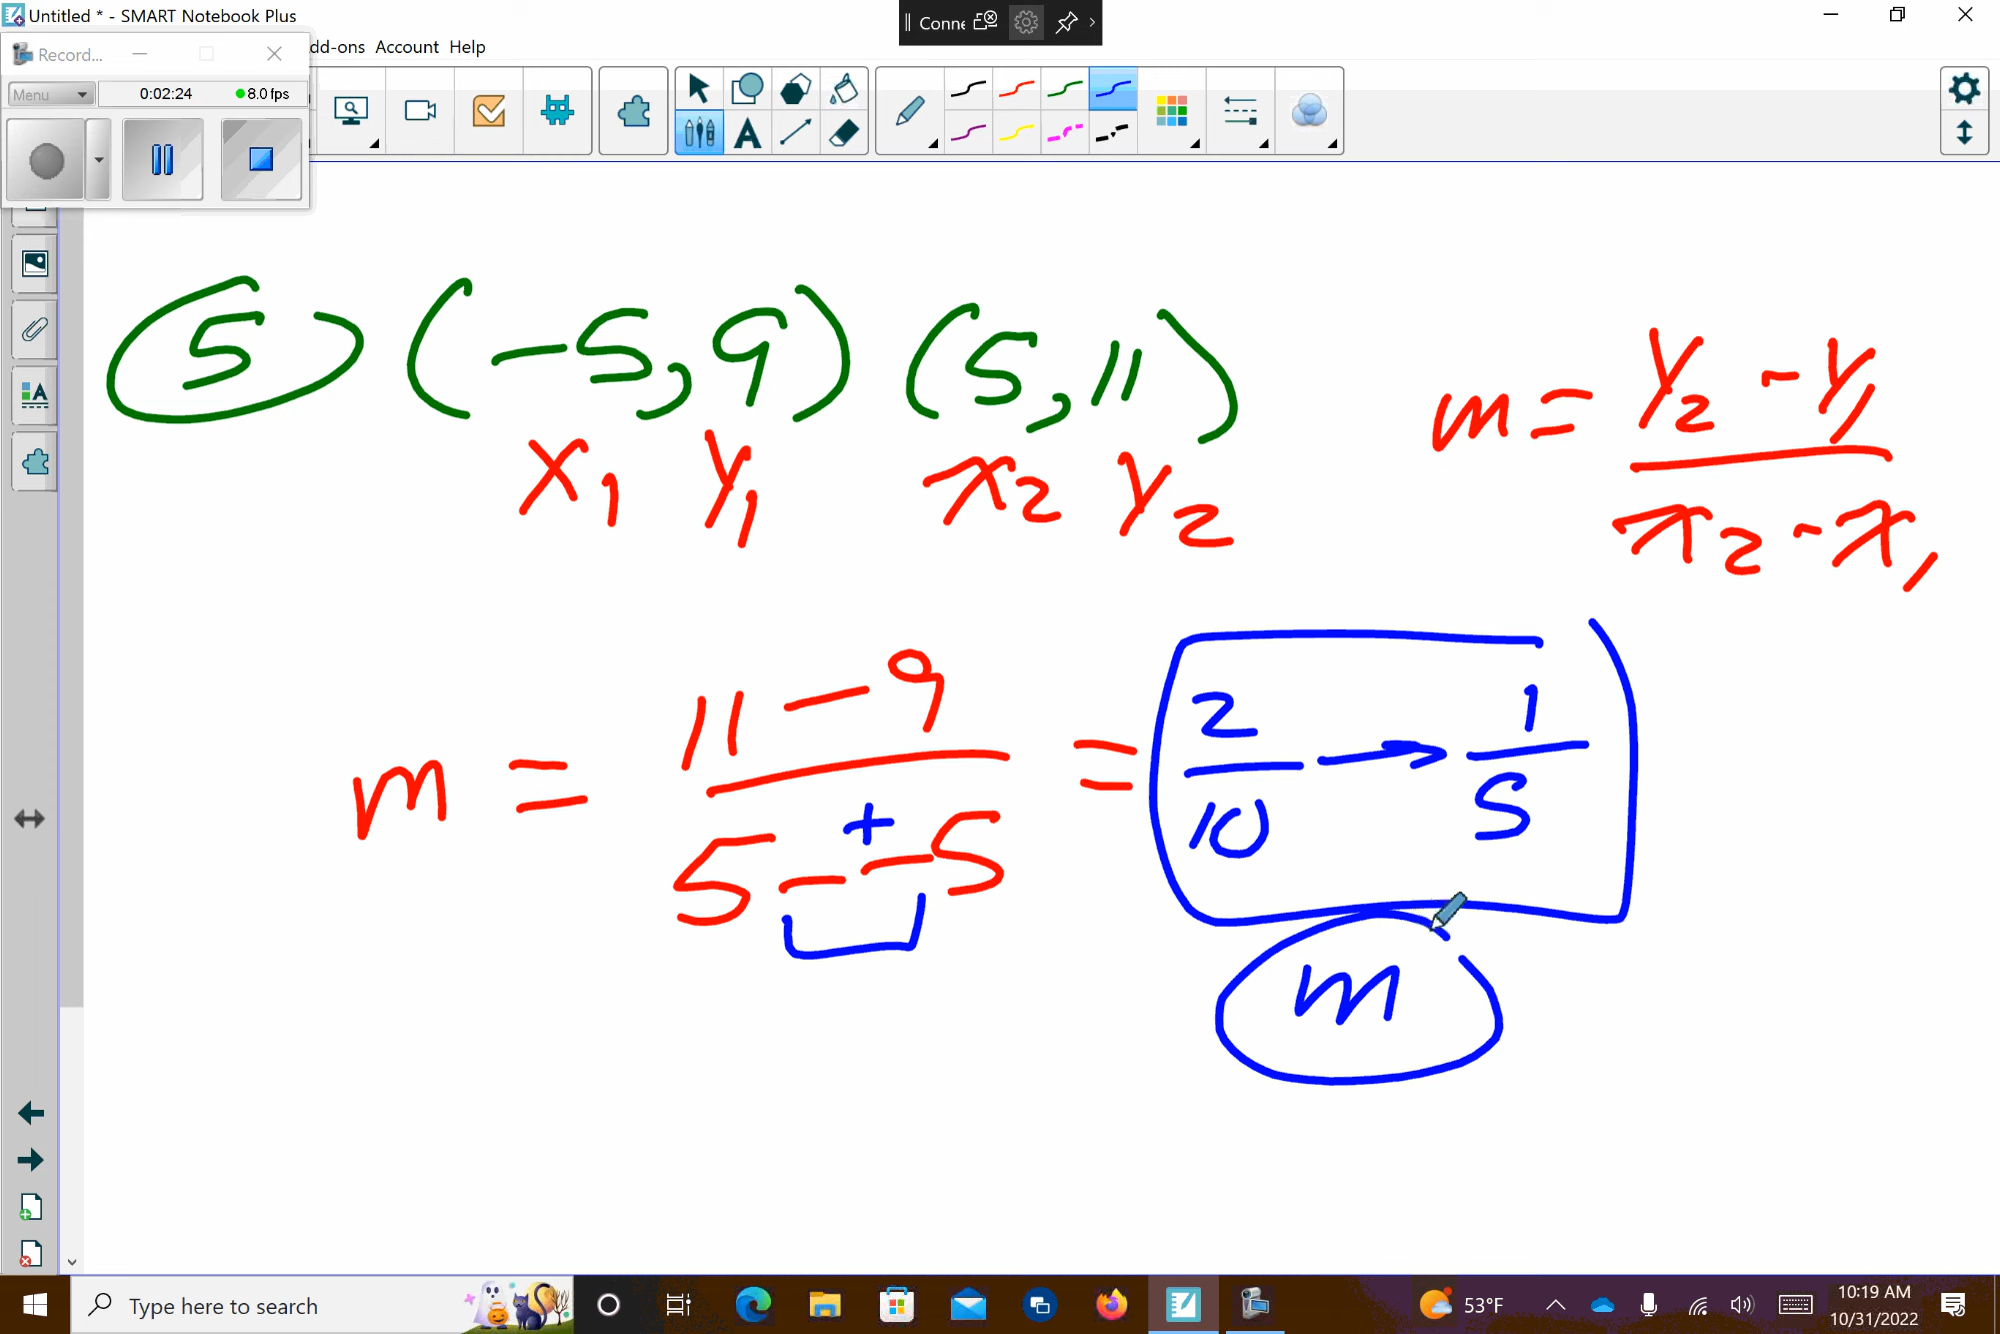 Untitled * - SMART Notebook Plus
Conne
Record...
dd-ons Account Help
Menu 0:02:24 8.0 fps
A
A
5) (-5, 9) (5, 11)
x1 y1 x2 y2
m = y2 - y1
x2 - x1
m = 11 - 9 = 2 → 1
+
5 - -5 10 5
m
Type here to search
53°F
10:19 AM
10/31/2022